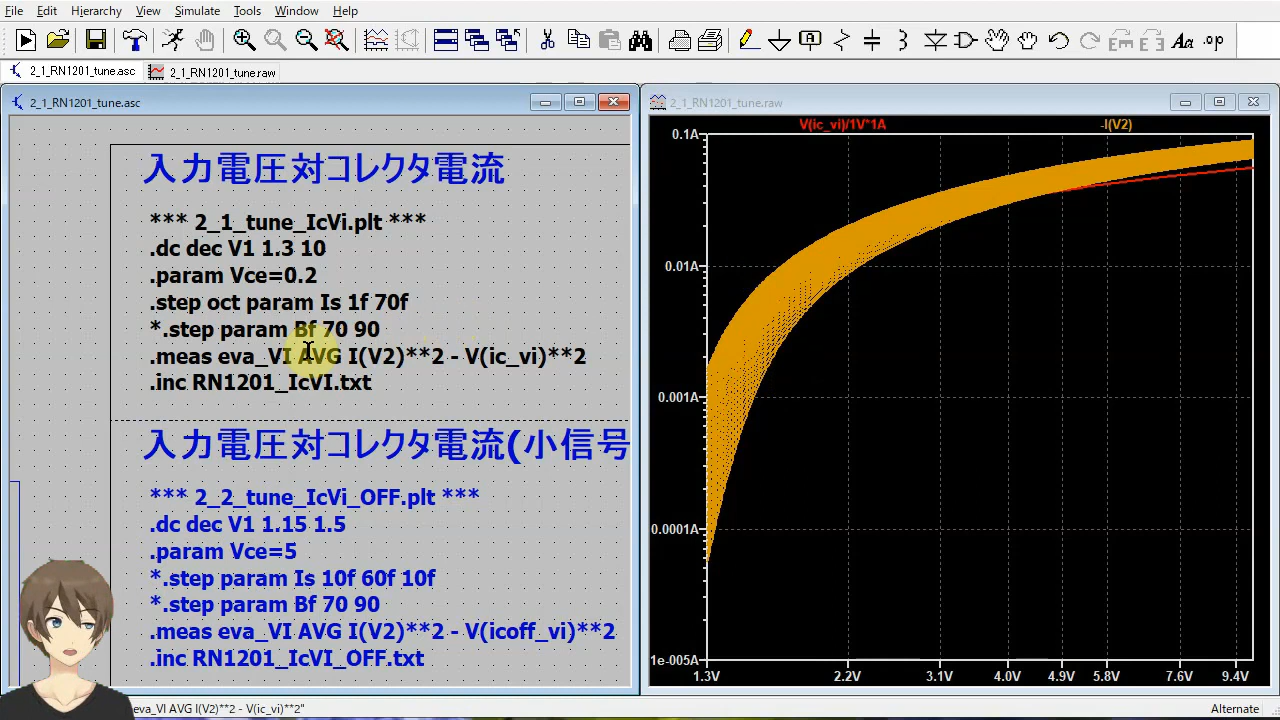 File Edit Hierarchy View Simulate Tools Window Help
2_1_RN1201_tune.asc 2_1_RN1201_tune.raw
2_1_RN1201_tune.asc
入力電圧対コレクタ電流
*** 2_1_tune_IcVi.plt ***
.dc dec V1 1.3 10
.param Vce=0.2
.step oct param Is 1f 70f
*.step param Bf 70 90
.meas eva_VI AVG I(V2)**2 - V(ic_vi)**2
.inc RN1201_IcVI.txt
入力電圧対コレクタ電流(小信号
*** 2_2_tune_IcVi_OFF.plt ***
.dc dec V1 1.15 1.5
.param Vce=5
*.step param Is 10f 60f 10f
*.step param Bf 70 90
.meas eva_VI AVG I(V2)**2 - V(icoff_vi)**2
.inc RN1201_IcVI_OFF.txt
2_1_RN1201_tune.raw
V(ic_vi)/1V*1A -I(V2)
0.1A
0.01A
0.001A
0.0001A
1e-005A
1.3V 2.2V 3.1V 4.0V 4.9V 5.8V 7.6V 9.4V
eva_VI AVG I(V2)**2 - V(ic_vi)**2"
Alternate
.op